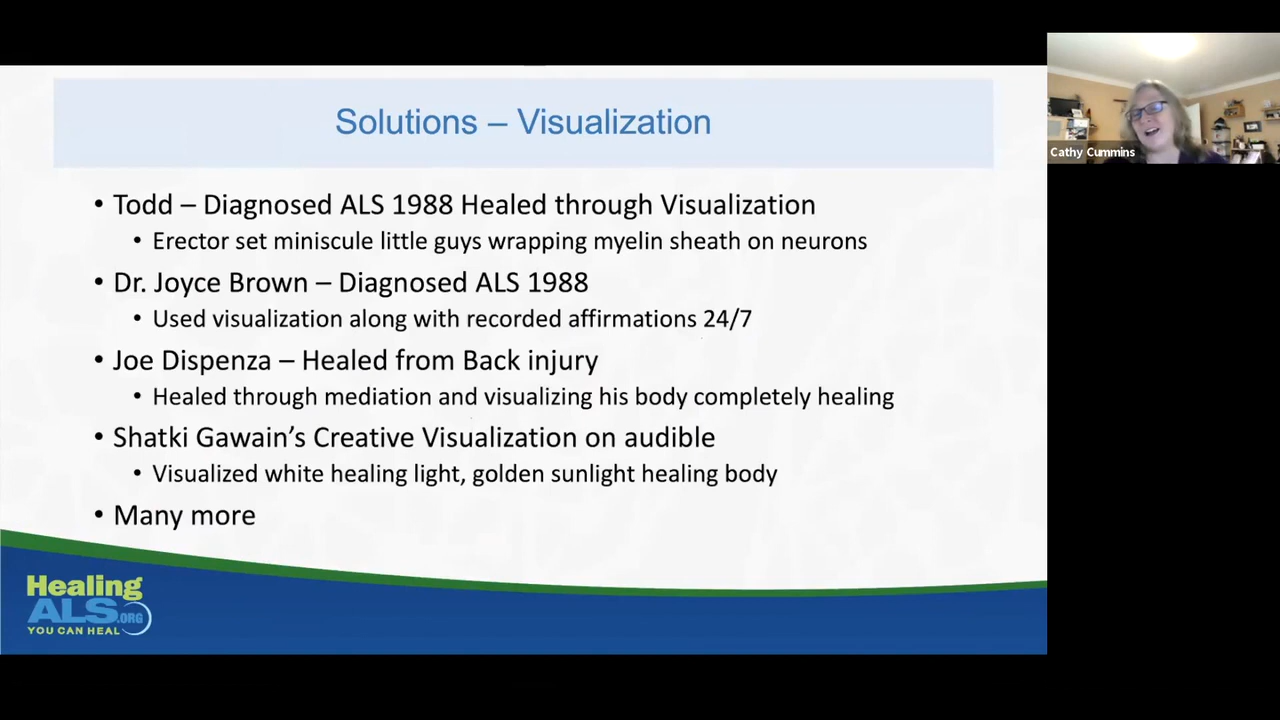 Solutions – Visualization
• Todd – Diagnosed ALS 1988 Healed through Visualization
• Erector set miniscule little guys wrapping myelin sheath on neurons
• Dr. Joyce Brown – Diagnosed ALS 1988
• Used visualization along with recorded affirmations 24/7
• Joe Dispenza – Healed from Back injury
• Healed through mediation and visualizing his body completely healing
• Shatki Gawain’s Creative Visualization on audible
• Visualized white healing light, golden sunlight healing body
• Many more
Healing
ALS.ORG
YOU CAN HEAL
Cathy Cummins